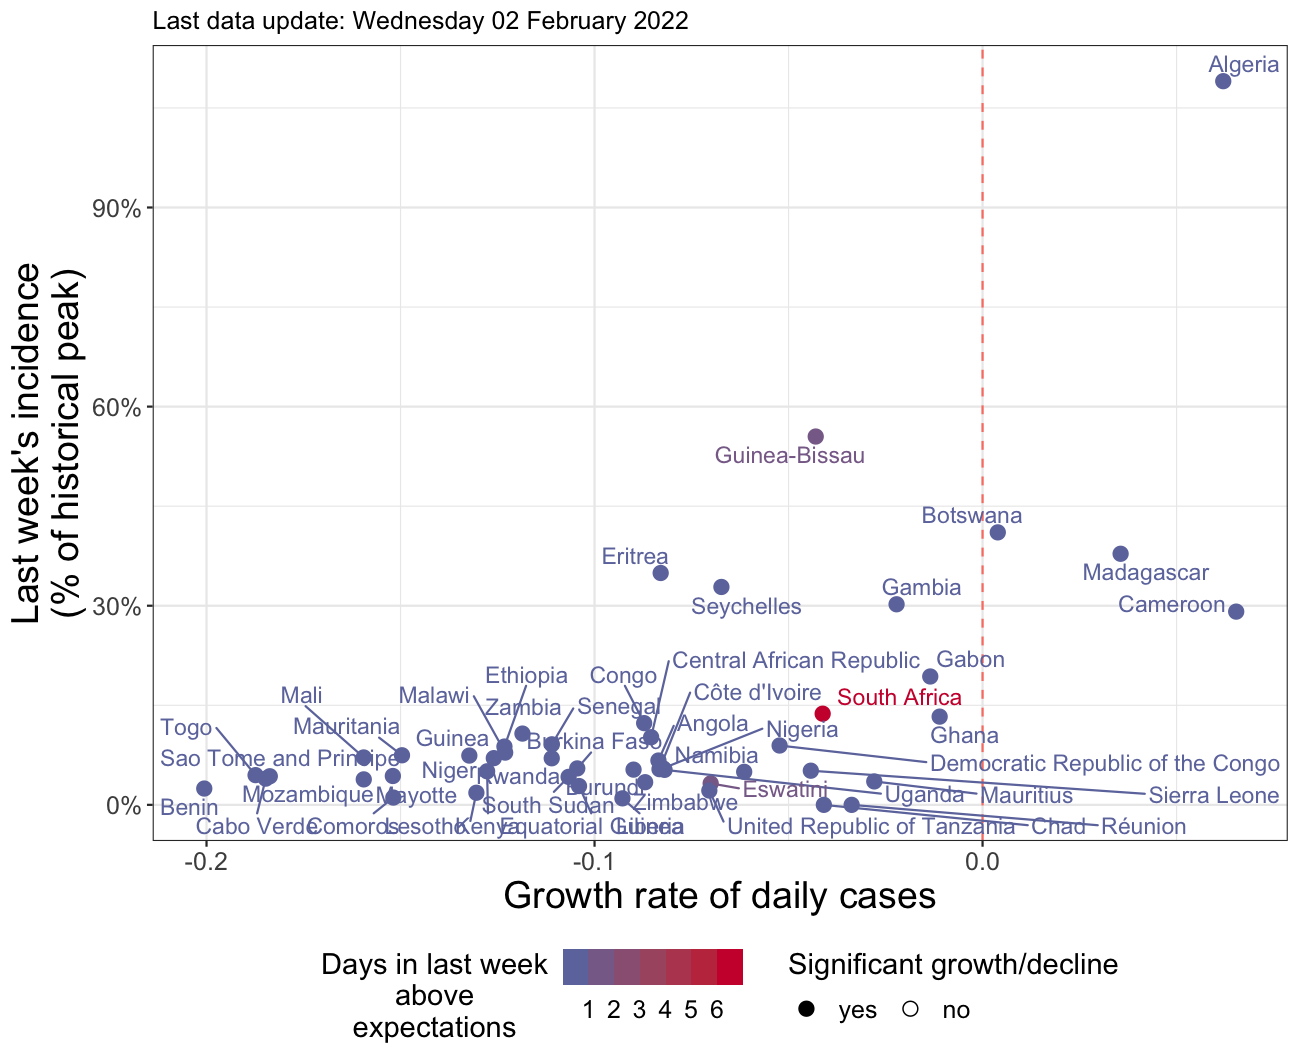 Last data update: Wednesday 02 February 2022
Algeria
90%
60%
30%
0%
Last week's incidence
(% of historical peak)
Guinea-Bissau
Botswana
Eritrea
Madagascar
Gambia
Seychelles
Cameroon
Central African Republic
Gabon
Ethiopia
Congo
Mali
Malawi
Côte d'Ivoire
South Africa
Zambia
Senegal
Togo
Mauritania
Angola
Nigeria
Ghana
Guinea
Burkina Faso
Sao Tome and Principe
Namibia
Democratic Republic of the Congo
Niger
Rwanda
Burundi
Eswatini
Mozambique
Mayotte
Uganda
Mauritius
Sierra Leone
Benin
South Sudan
Zimbabwe
Cabo Verde
Comoros
Lesotho
Kenya
Equatorial Guinea
Liberia
United Republic of Tanzania
Chad
Réunion
-0.2
-0.1
0.0
Growth rate of daily cases
Days in last week
above
expectations
1 2 3 4 5 6
Significant growth/decline
yes
no